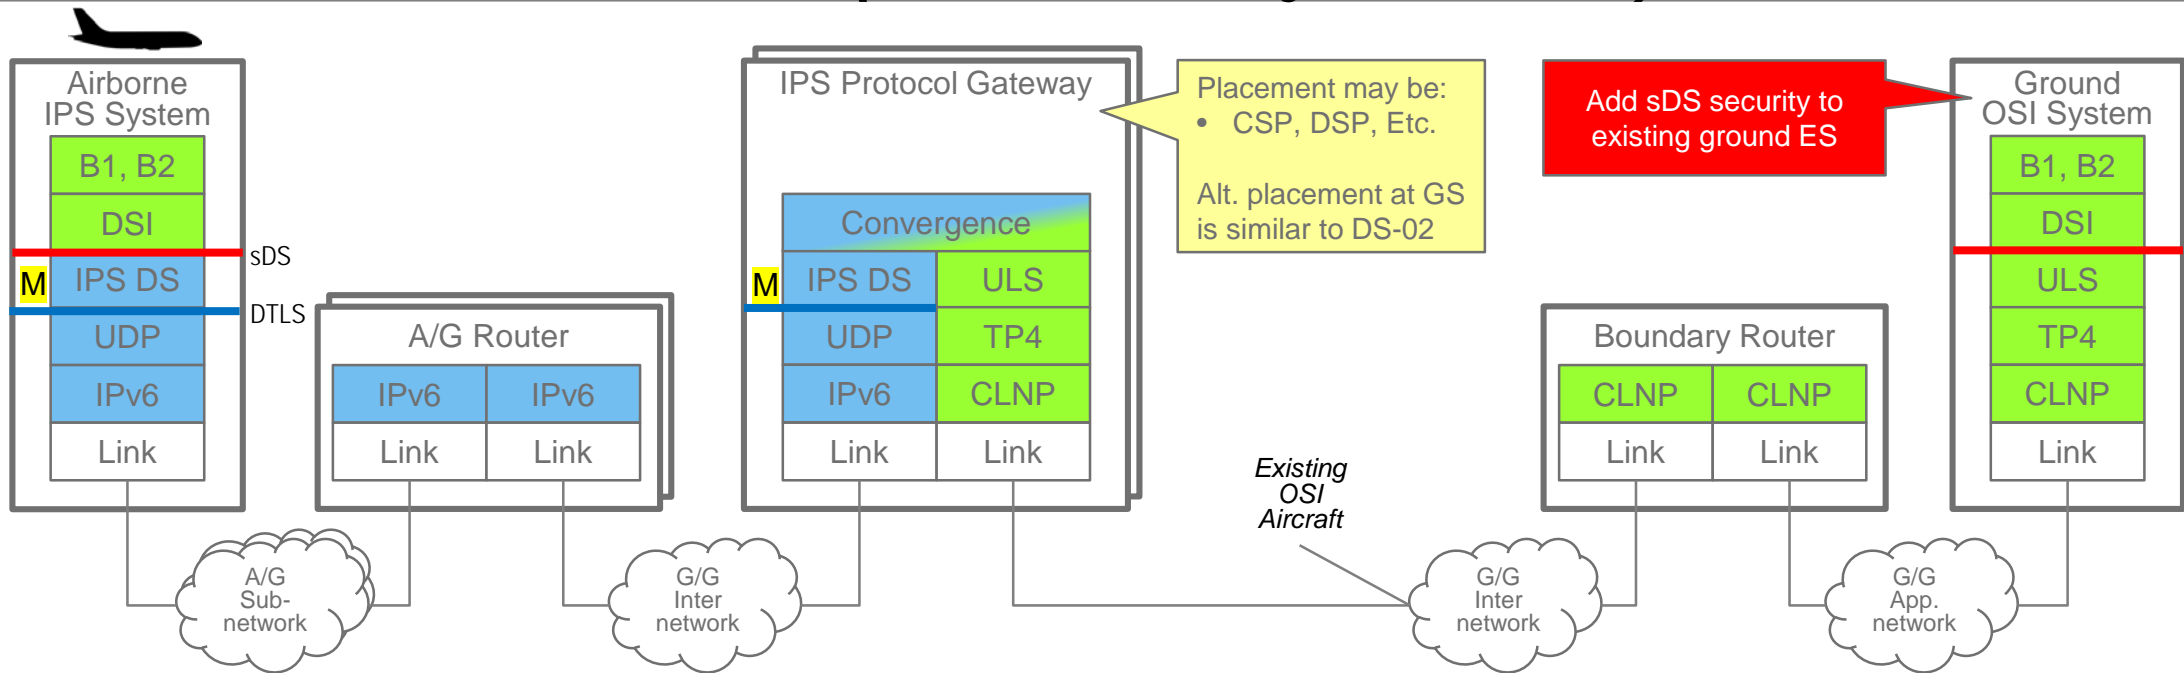 Airborne
IPS System
B1, B2
DSI
sDS
M
IPS DS
DTLS
UDP
IPv6
Link
A/G
Sub-
network
A/G Router
IPv6 IPv6
Link Link
G/G
Inter
network
IPS Protocol Gateway
Convergence
M
IPS DS ULS
UDP TP4
IPv6 CLNP
Link Link
Placement may be:
• CSP, DSP, Etc.
Alt. placement at GS
is similar to DS-02
Existing
OSI
Aircraft
G/G
Inter
network
Add sDS security to
existing ground ES
Boundary Router
CLNP CLNP
Link Link
G/G
App.
network
Ground
OSI System
B1, B2
DSI
ULS
TP4
CLNP
Link